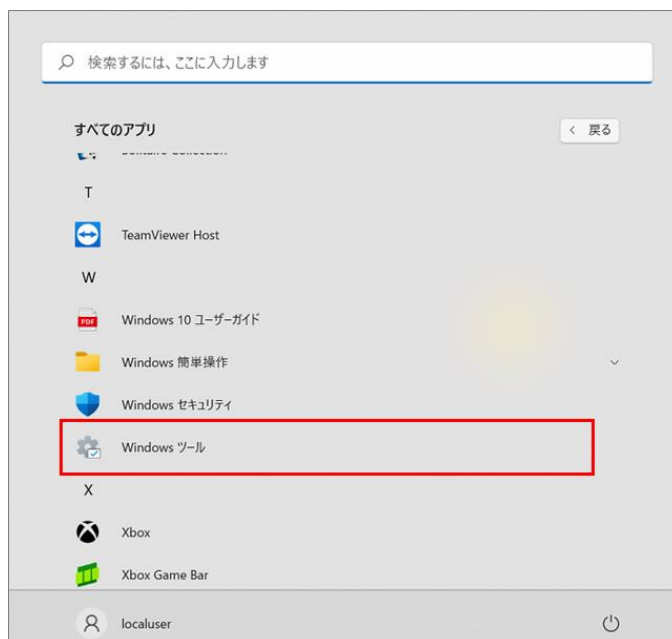 検索するには、ここに入力します
すべてのアプリ
戻る
T
TeamViewer Host
W
PDF
Windows 10 ユーザーガイド
Windows 簡単操作
Windows セキュリティ
Windows ツール
X
Xbox
Xbox Game Bar
localuser